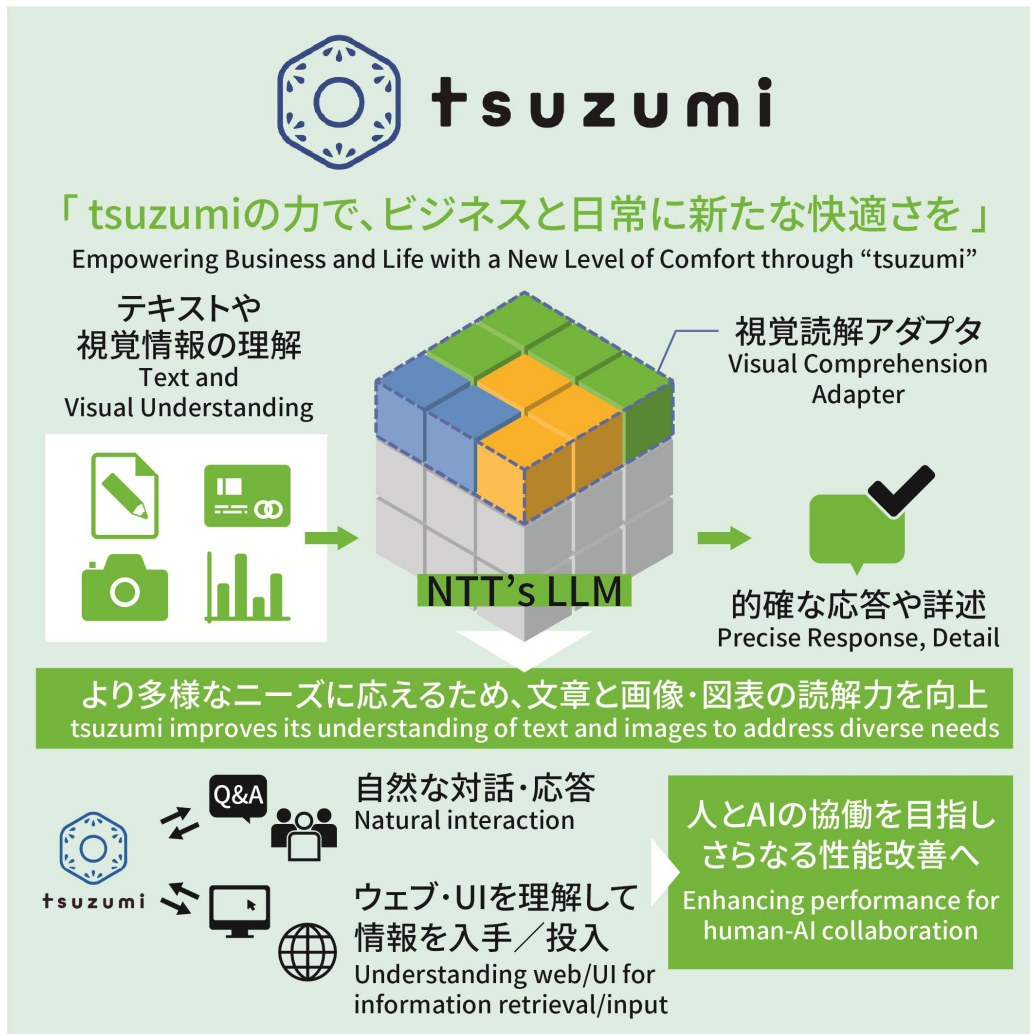 tsuzumi
「 tsuzumiの力で、ビジネスと日常に新たな快適さを 」
Empowering Business and Life with a New Level of Comfort through “tsuzumi”
テキストや
視覚情報の理解
Text and
Visual Understanding
視覚読解アダプタ
Visual Comprehension
Adapter
NTT’s LLM
的確な応答や詳述
Precise Response, Detail
より多様なニーズに応えるため、文章と画像・図表の読解力を向上
tsuzumi improves its understanding of text and images to address diverse needs
tsuzumi
Q&A
自然な対話・応答
Natural interaction
ウェブ・UIを理解して
情報を入手／投入
Understanding web/UI for
information retrieval/input
人とAIの協働を目指し
さらなる性能改善へ
Enhancing performance for
human-AI collaboration